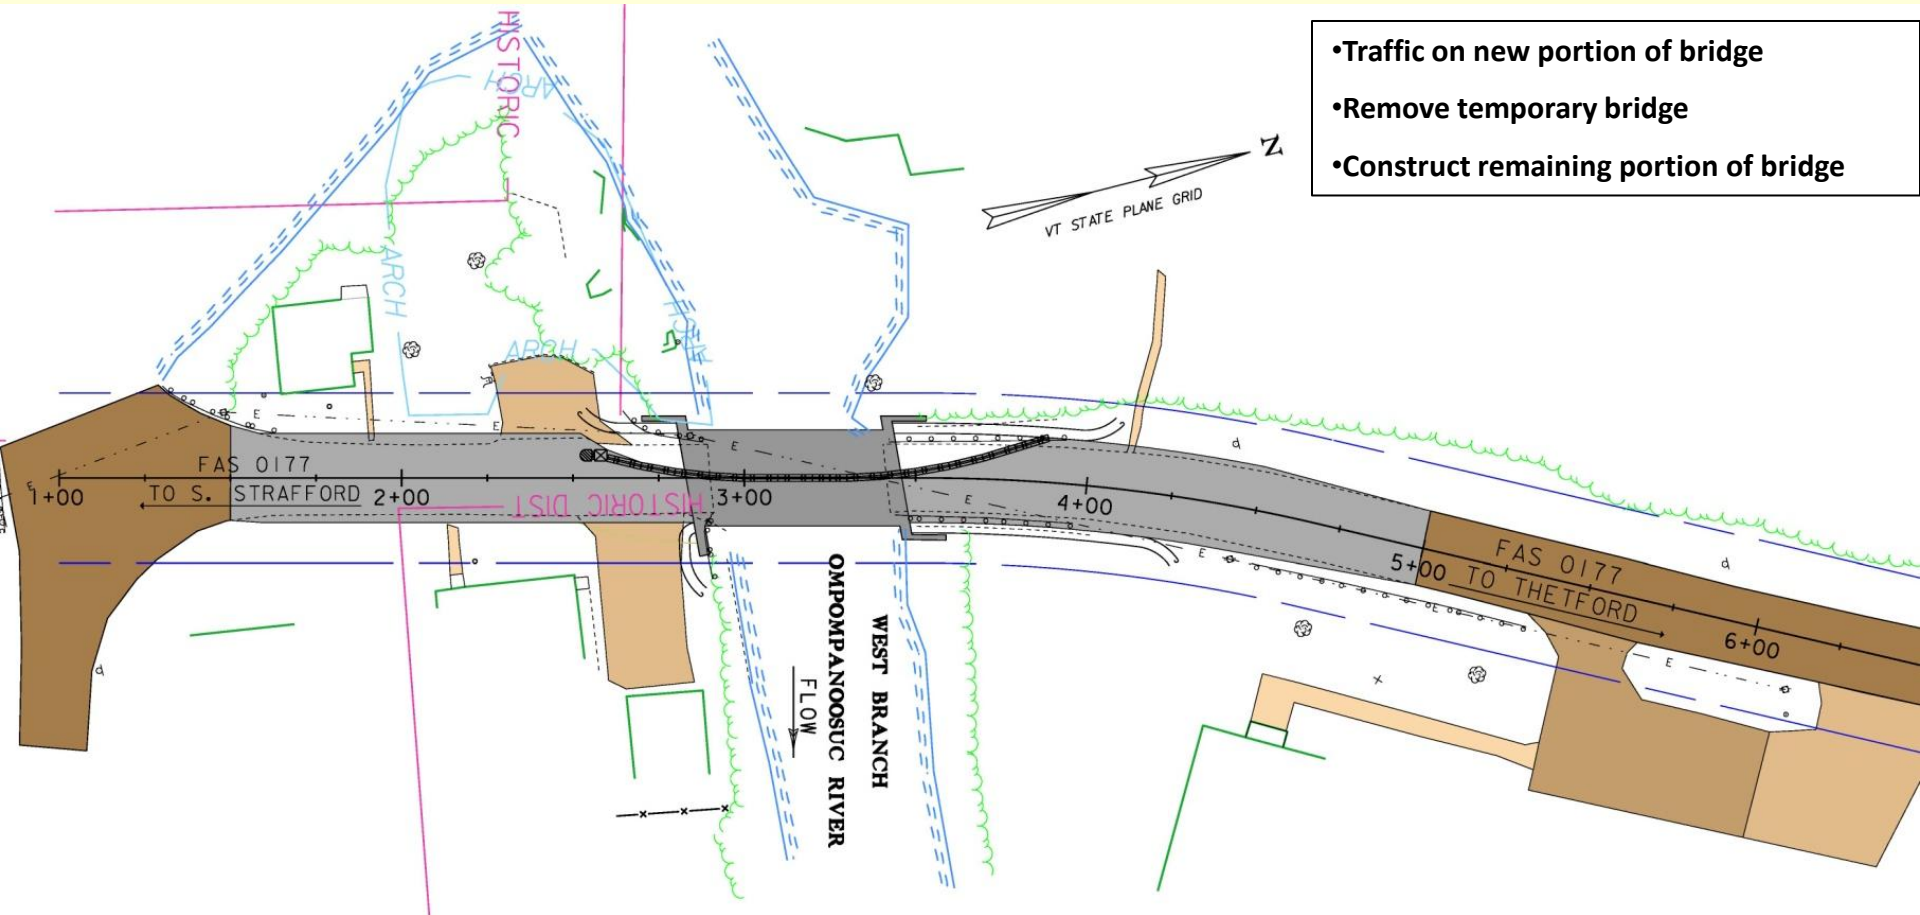 •Traffic on new portion of bridge
•Remove temporary bridge
•Construct remaining portion of bridge
HISTORIC
ARCH
N
VT STATE PLANE GRID
ARCH
ARCH
ARCH
E
E
E
E
E
E
E
E
FAS 0177
TO S. STRAFFORD
1+00
2+00
3+00
4+00
5+00
6+00
HISTORIC DIST
FAS 0177
TO THETFORD
WEST BRANCH
OMPOMPANOOSUC RIVER
FLOW